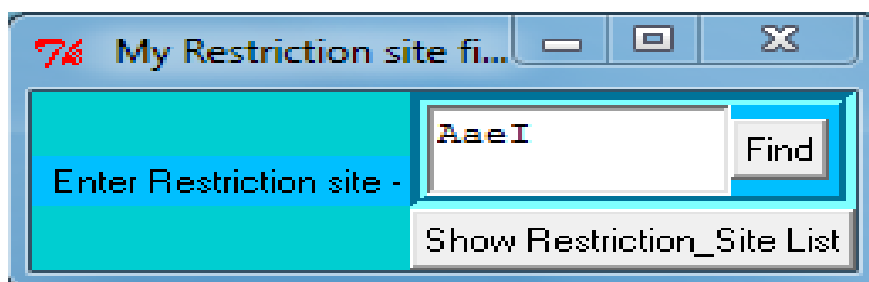 My Restriction site fi...
AaeI
Find
Enter Restriction site -
Show Restriction_Site List